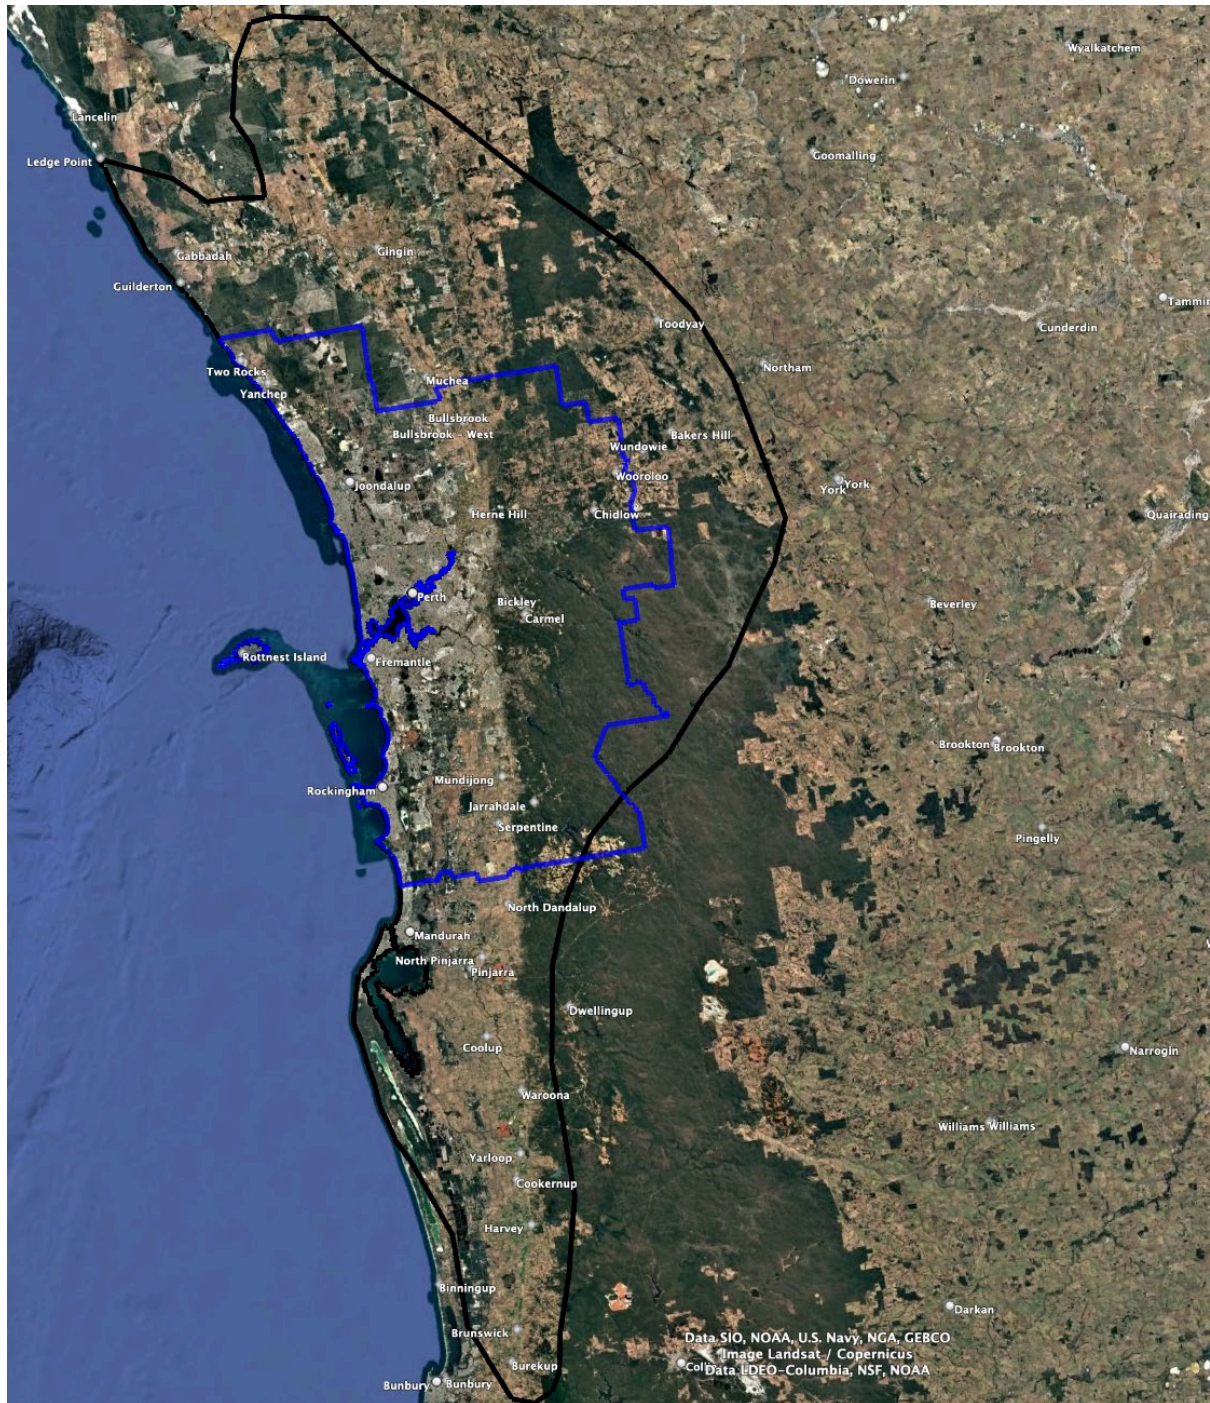 Wyalkatchem
Dowerin
Lancelin
Goomalling
Ledge Point
Gingin
Gabbadah
Guilderton
Tammin
Toodyay
Cunderdin
Northam
Two Rocks
Muchea
Yanchep
Bullsbrook
Bullsbrook - West
Bakers Hill
Wundowie
Wooroloo
Joondalup
York
York
Herne Hill
Chidlow
Quairading
Perth
Bickley
Beverley
Carmel
Rottnest Island
Fremantle
Brookton
Brookton
Mundijong
Rockingham
Jarrahdale
Serpentine
Pingelly
North Dandalup
Mandurah
North Pinjarra
Pinjarra
Dwellingup
Coolup
Narrogin
Waroona
Williams
Williams
Yarloop
Cookernup
Harvey
Binningup
Darkan
Brunswick
Data SIO, NOAA, U.S. Navy, NGA, GEBCO
Image Landsat / Copernicus
Burekup
Data LDEO-Columbia, NSF, NOAA
Bunbury
Bunbury